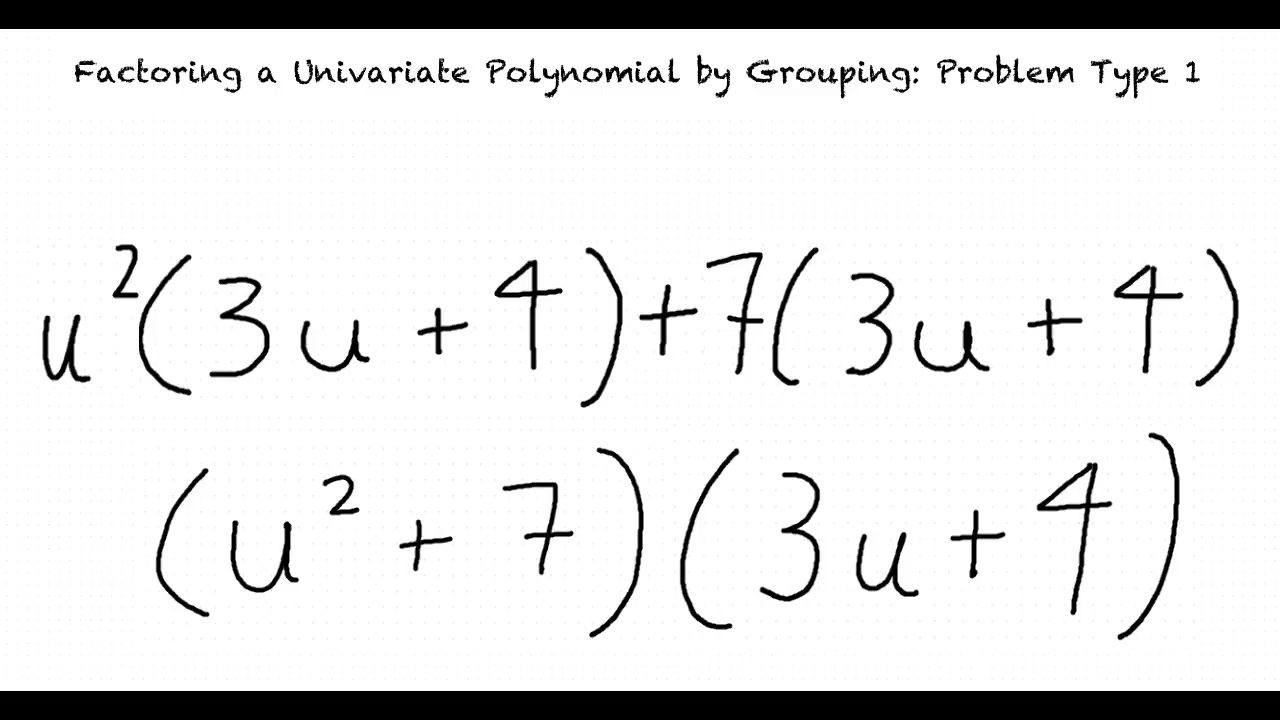 Factoring a Univariate Polynomial by Grouping: Problem Type 1
u²(3u+4)+7(3u+4)
(u²+7)(3u+4)